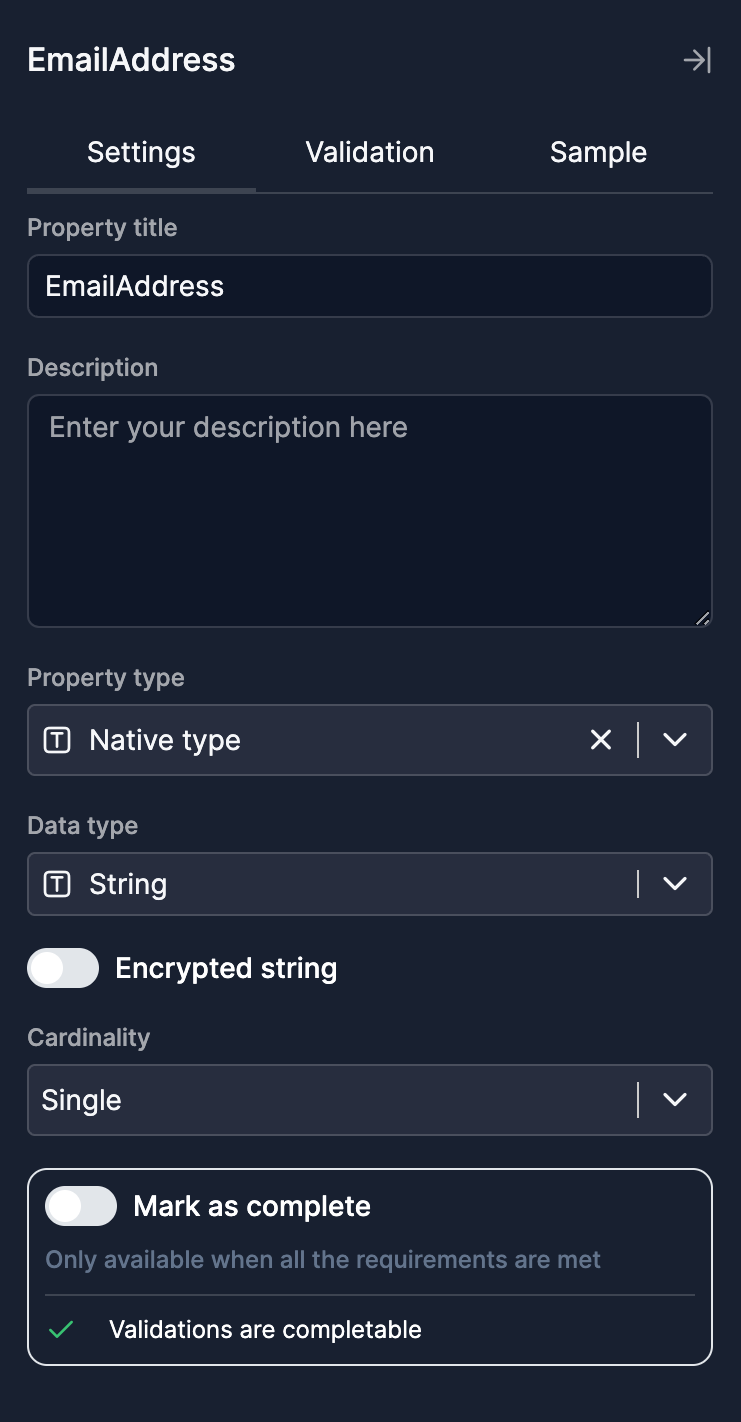 EmailAddress
Settings Validation Sample
Property title
EmailAddress
Description
Enter your description here
Property type
Native type
Data type
String
Encrypted string
Cardinality
Single
Mark as complete
Only available when all the requirements are met
Validations are completable